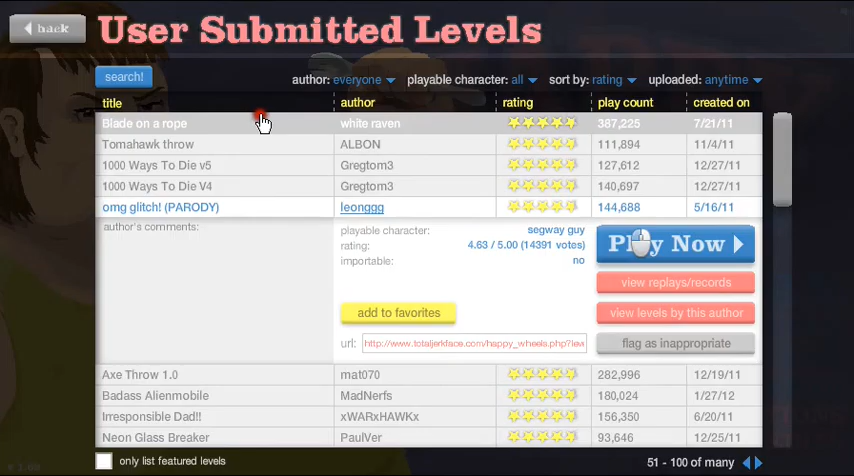 back
User Submitted Levels
search!
author: everyone playable character: all sort by: rating uploaded: anytime
title author rating play count created on
Blade on a rope white raven 387,225 7/21/11
Tomahawk throw ALBON 111,894 11/4/11
1000 Ways To Die v5 Gregtom3 127,612 12/27/11
1000 Ways To Die V4 Gregtom3 140,697 12/27/11
omg glitch! (PARODY) leonggg 144,688 5/16/11
author's comments:
playable character: segway guy
rating: 4.63 / 5.00 (14391 votes)
importable: no
Play Now
view replays/records
add to favorites
view levels by this author
url: http://www.totaljerkface.com/happy_wheels.php?lev
flag as inappropriate
Axe Throw 1.0 mat070 282,996 12/19/11
Badass Alienmobile MadNerfs 180,024 1/27/12
Irresponsible Dad!! xWARxHAWKx 156,350 6/20/11
Neon Glass Breaker PaulVer 93,646 12/25/11
only list featured levels
51 - 100 of many